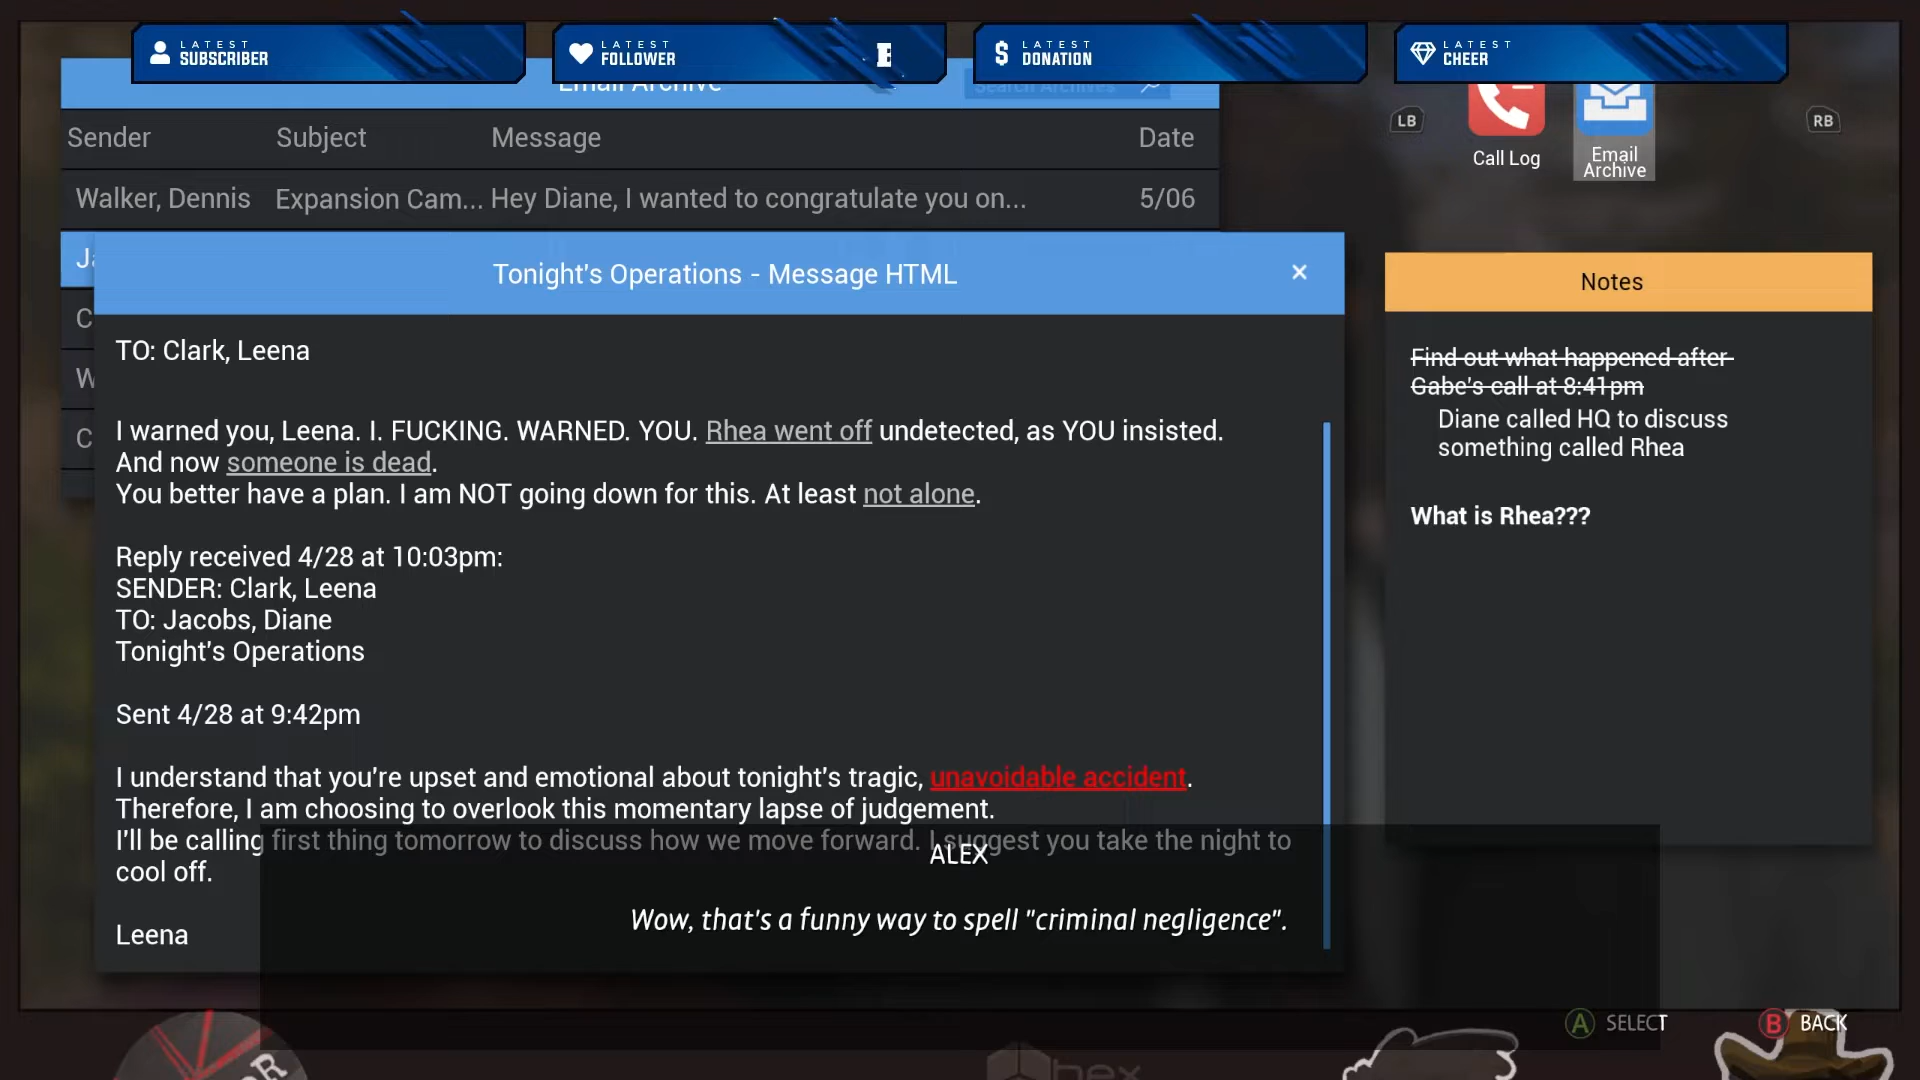 LATEST
SUBSCRIBER
LATEST
FOLLOWER
E
LATEST
DONATION
LATEST
CHEER
Email Archive
Search Archives
Sender Subject Message Date
Walker, Dennis Expansion Cam... Hey Diane, I wanted to congratulate you on... 5/06
Ja
C
W
C
Tonight's Operations - Message HTML ×
TO: Clark, Leena
I warned you, Leena. I. FUCKING. WARNED. YOU. Rhea went off undetected, as YOU insisted.
And now someone is dead.
You better have a plan. I am NOT going down for this. At least not alone.
Reply received 4/28 at 10:03pm:
SENDER: Clark, Leena
TO: Jacobs, Diane
Tonight's Operations
Sent 4/28 at 9:42pm
I understand that you're upset and emotional about tonight's tragic, unavoidable accident.
Therefore, I am choosing to overlook this momentary lapse of judgement.
I'll be calling first thing tomorrow to discuss how we move forward. I suggest you take the night to
cool off.
Leena
ALEX
Wow, that's a funny way to spell "criminal negligence".
LB
Call Log
Email
Archive
RB
Notes
Find out what happened after
Gabe's call at 8:41pm
Diane called HQ to discuss
something called Rhea
What is Rhea???
A SELECT
B BACK